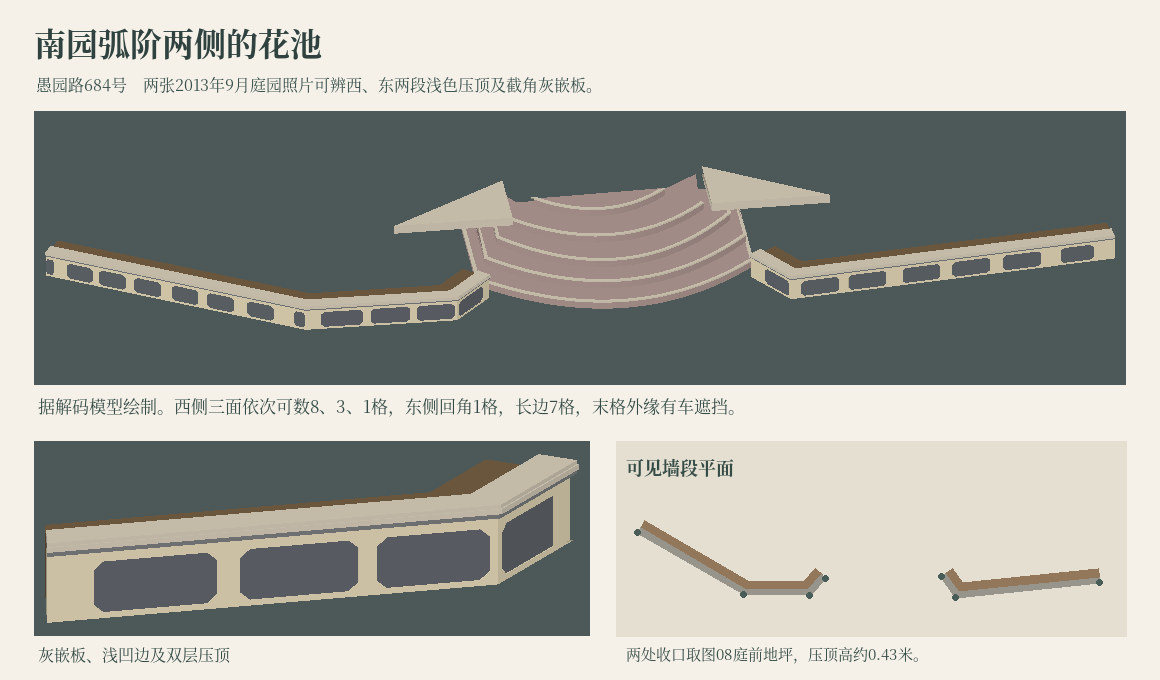 南园弧阶两侧的花池
愚园路684号　两张2013年9月庭园照片可辨西、东两段浅色压顶及截角灰嵌板。
据解码模型绘制。西侧三面依次可数8、3、1格，东侧回角1格，长边7格，末格外缘有车遮挡。
可见墙段平面
灰嵌板、浅凹边及双层压顶
两处收口取图08庭前地坪，压顶高约0.43米。